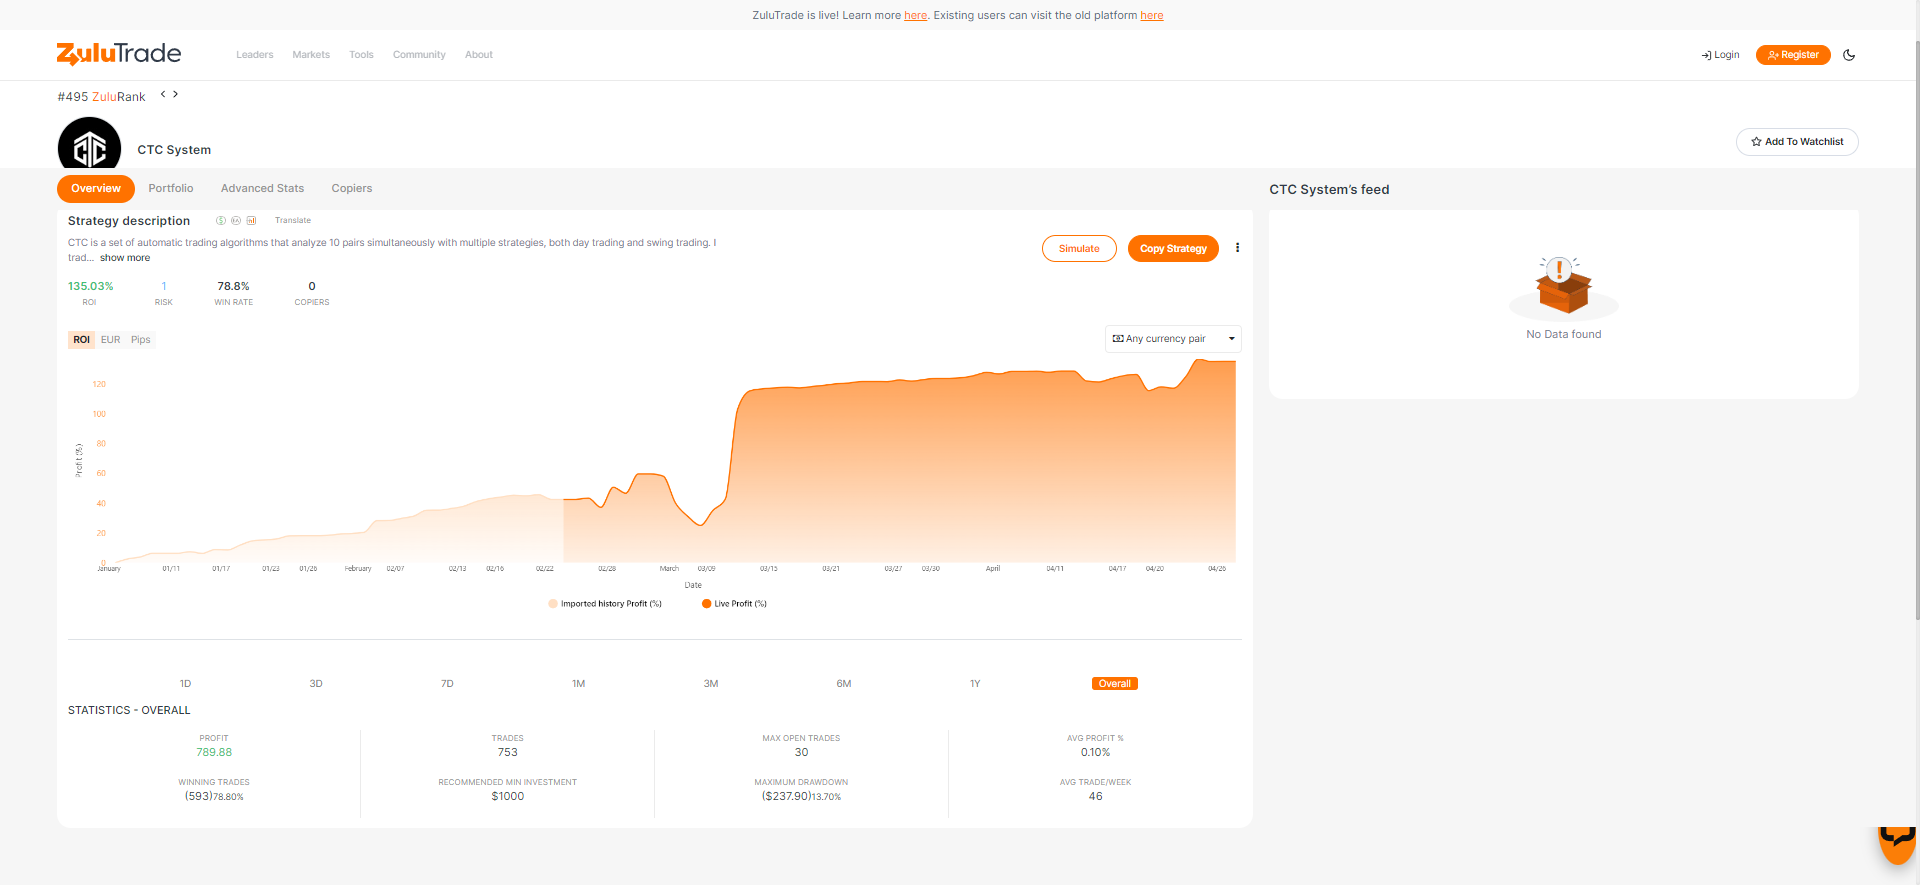 ZuluTrade is live! Learn more here. Existing users can visit the old platform here
ZuluTrade
Leaders Markets Tools Community About
Login Register
#495 ZuluRank < >
CTC
CTC System
Add To Watchlist
Overview Portfolio Advanced Stats Copiers
CTC System's feed
Strategy description Translate
CTC is a set of automatic trading algorithms that analyze 10 pairs simultaneously with multiple strategies, both day trading and swing trading. I
trad... show more
Simulate Copy Strategy
135.03% 1 78.8% 0
ROI RISK WIN RATE COPIERS
No Data found
ROI EUR Pips
Any currency pair
120
100
80
60
40
20
0
Profit (%)
January 01/11 01/17 01/23 01/26 February 02/07 02/13 02/16 02/22 02/28 March 03/09 03/15 03/21 03/27 03/30 April 04/11 04/17 04/20 04/26
Date
Imported history Profit (%) Live Profit (%)
1D 3D 7D 1M 3M 6M 1Y Overall
STATISTICS - OVERALL
PROFIT TRADES MAX OPEN TRADES AVG PROFIT %
789.88 753 30 0.10%
WINNING TRADES RECOMMENDED MIN INVESTMENT MAXIMUM DRAWDOWN AVG TRADE/WEEK
(593)78.80% $1000 ($237.90)13.70% 46